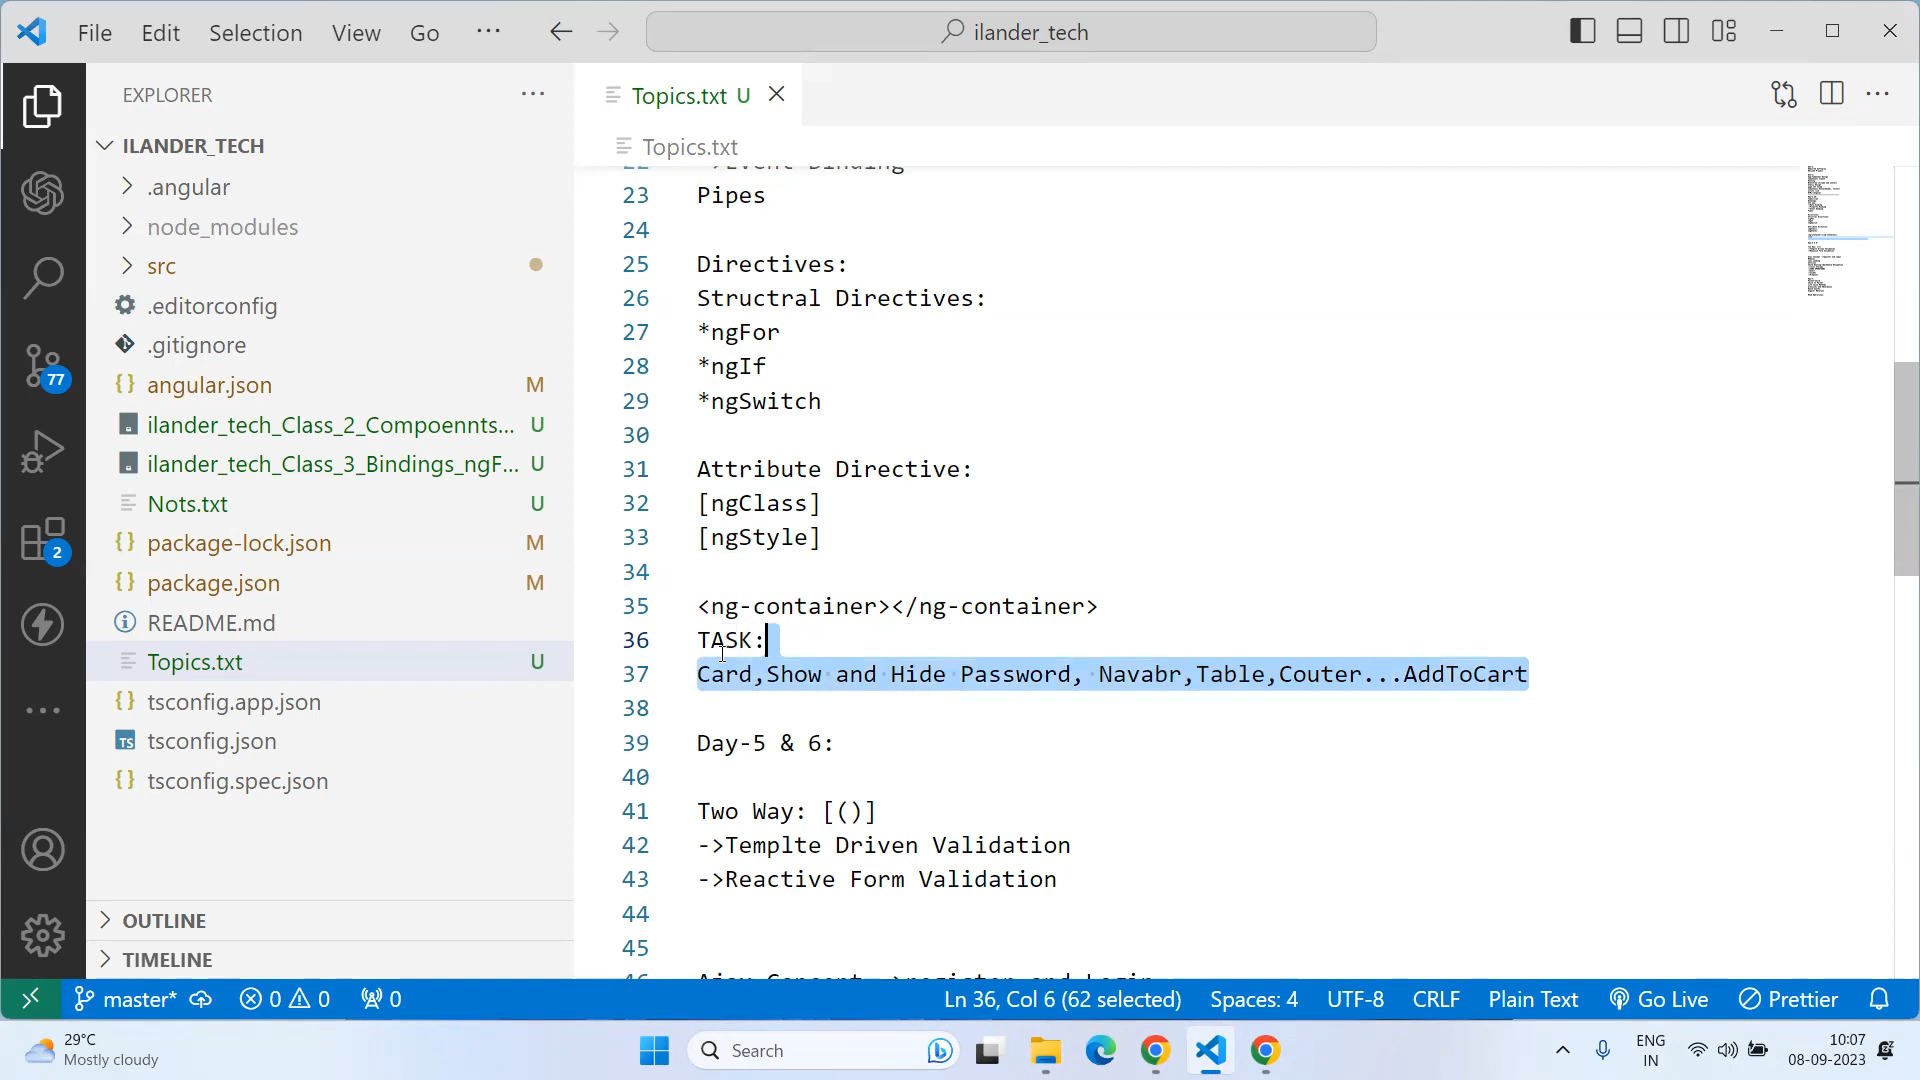 File Edit Selection View Go ··· ilander_tech
EXPLORER ···
Topics.txt U
Topics.txt
ILANDER_TECH
.angular
node_modules
src
.editorconfig
.gitignore
{} angular.json M
ilander_tech_Class_2_Compoennts... U
ilander_tech_Class_3_Bindings_ngF... U
Nots.txt U
{} package-lock.json M
{} package.json M
README.md
Topics.txt U
{} tsconfig.app.json
TS tsconfig.json
{} tsconfig.spec.json
OUTLINE
TIMELINE
77
2
22 ->Event Binding
23 Pipes
24
25 Directives:
26 Structral Directives:
27 *ngFor
28 *ngIf
29 *ngSwitch
30
31 Attribute Directive:
32 [ngClass]
33 [ngStyle]
34
35 <ng-container></ng-container>
36 TASK:
37 Card,Show and Hide Password, Navabr,Table,Couter...AddToCart
38
39 Day-5 & 6:
40
41 Two Way: [()]
42 ->Templte Driven Validation
43 ->Reactive Form Validation
44
45
master* 0 0 0 Ln 36, Col 6 (62 selected) Spaces: 4 UTF-8 CRLF Plain Text Go Live Prettier
29°C
Mostly cloudy
Search
ENG
IN
10:07
08-09-2023